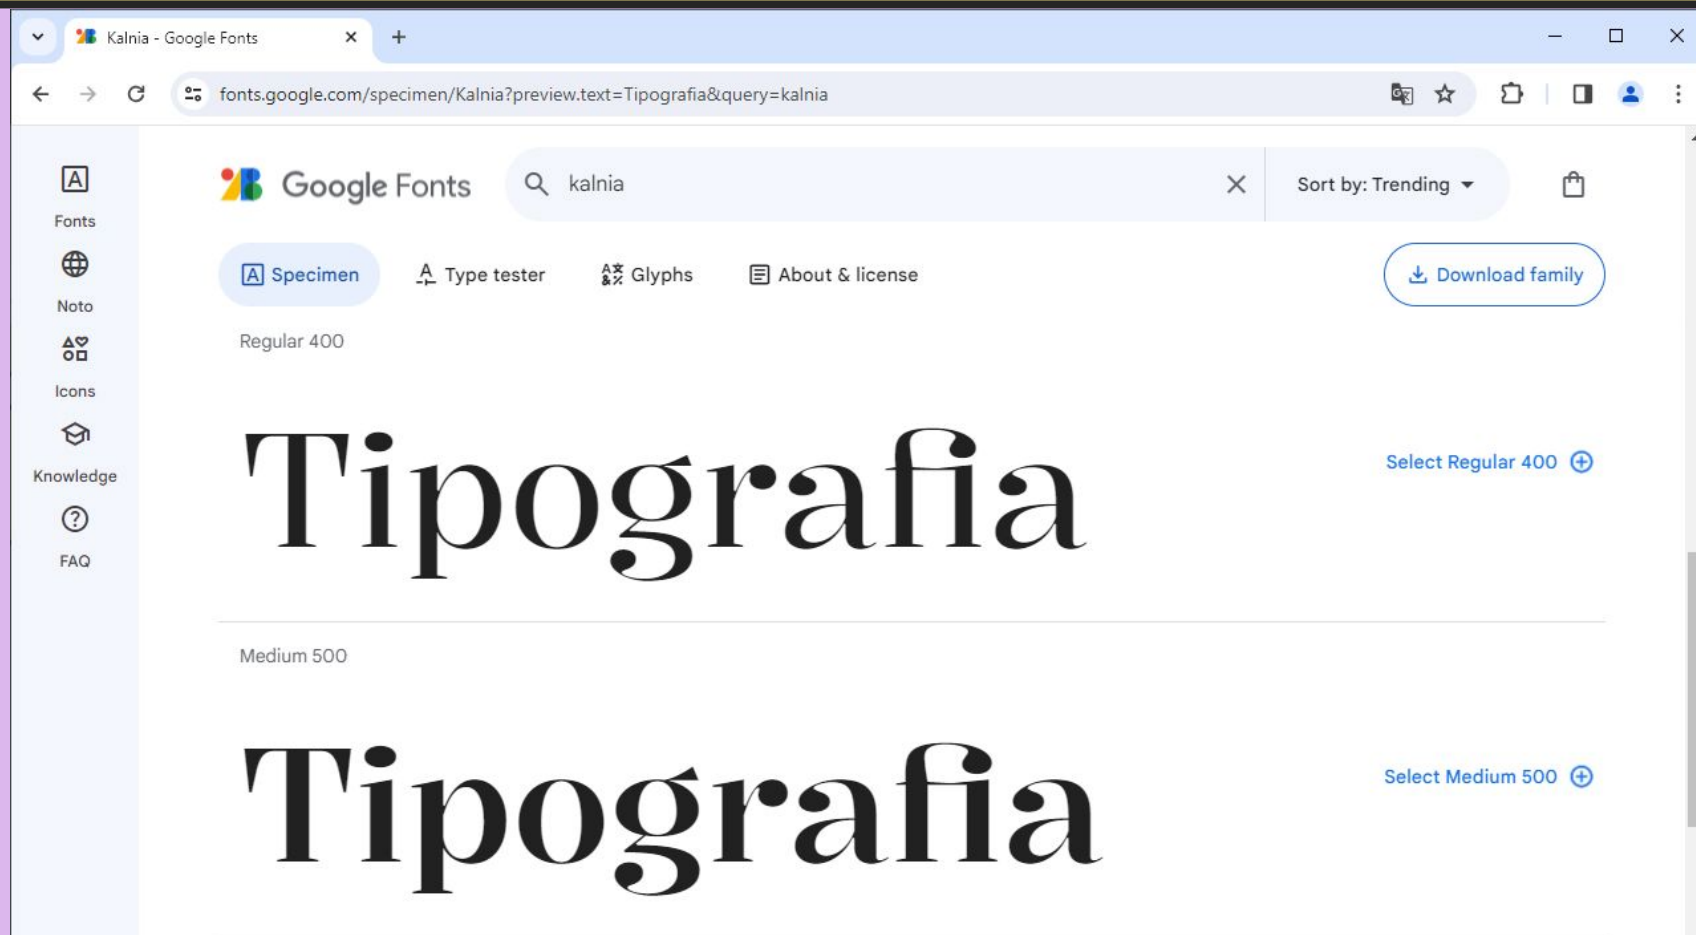 Kalnia - Google Fonts
fonts.google.com/specimen/Kalnia?preview.text=Tipografia&query=kalnia
Google Fonts
kalnia
Sort by: Trending
Fonts
Noto
Icons
Knowledge
FAQ
Specimen
Type tester
Glyphs
About & license
Download family
Regular 400
Tipografia
Select Regular 400
Medium 500
Tipografia
Select Medium 500